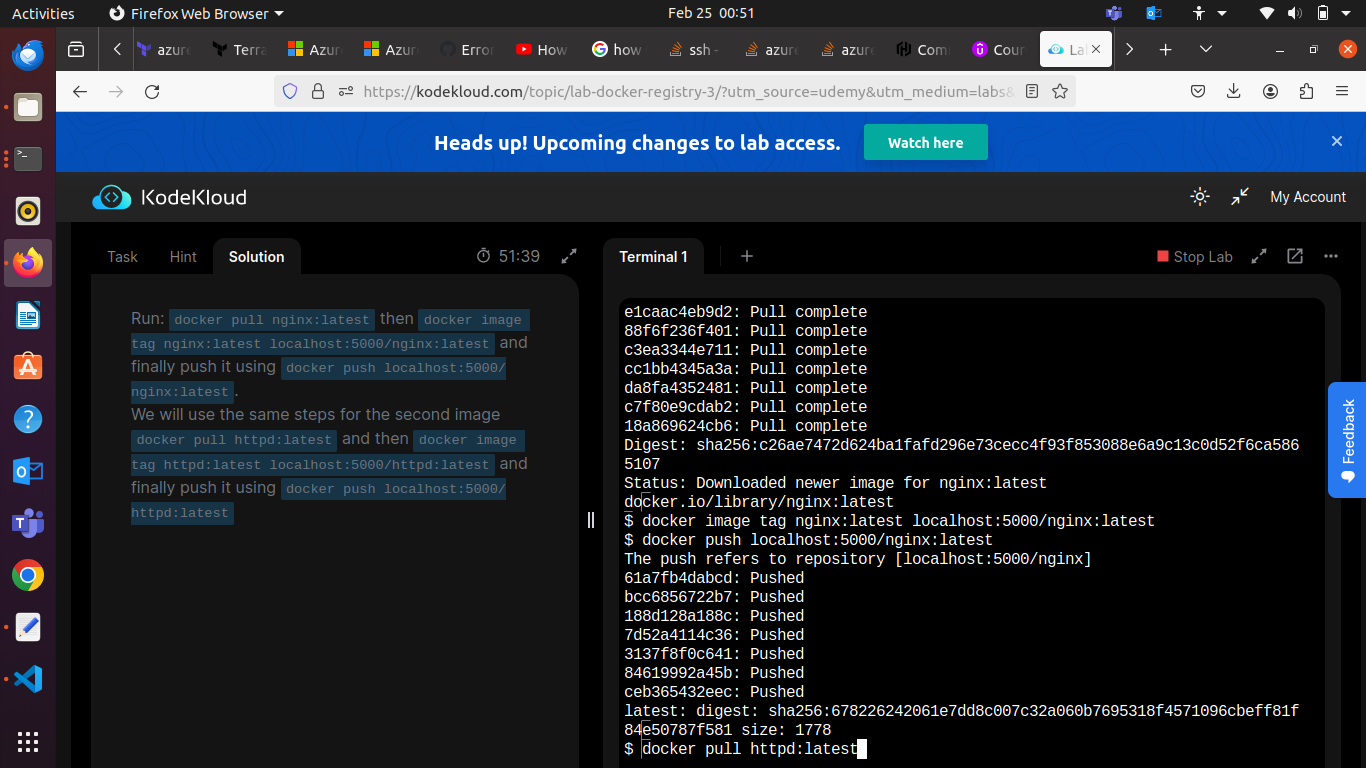 Activities
Firefox Web Browser
Feb 25 00:51
azure
Terra
Azur
Azur
Error
How
how
ssh -
azure
azure
Com
Cour
La
https://kodekloud.com/topic/lab-docker-registry-3/?utm_source=udemy&utm_medium=labs&
Heads up! Upcoming changes to lab access.
Watch here
KodeKloud
My Account
Task
Hint
Solution
51:39
Terminal 1
Stop Lab
Run: docker pull nginx:latest then docker image
tag nginx:latest localhost:5000/nginx:latest and
finally push it using docker push localhost:5000/
nginx:latest .
We will use the same steps for the second image
docker pull httpd:latest and then docker image
tag httpd:latest localhost:5000/httpd:latest and
finally push it using docker push localhost:5000/
httpd:latest
e1caac4eb9d2: Pull complete
88f6f236f401: Pull complete
c3ea3344e711: Pull complete
cc1bb4345a3a: Pull complete
da8fa4352481: Pull complete
c7f80e9cdab2: Pull complete
18a869624cb6: Pull complete
Digest: sha256:c26ae7472d624ba1fafd296e73cecc4f93f853088e6a9c13c0d52f6ca586
5107
Status: Downloaded newer image for nginx:latest
docker.io/library/nginx:latest
$ docker image tag nginx:latest localhost:5000/nginx:latest
$ docker push localhost:5000/nginx:latest
The push refers to repository [localhost:5000/nginx]
61a7fb4dabcd: Pushed
bcc6856722b7: Pushed
188d128a188c: Pushed
7d52a4114c36: Pushed
3137f8f0c641: Pushed
84619992a45b: Pushed
ceb365432eec: Pushed
latest: digest: sha256:678226242061e7dd8c007c32a060b7695318f4571096cbeff81f
84e50787f581 size: 1778
$ docker pull httpd:latest
Feedback